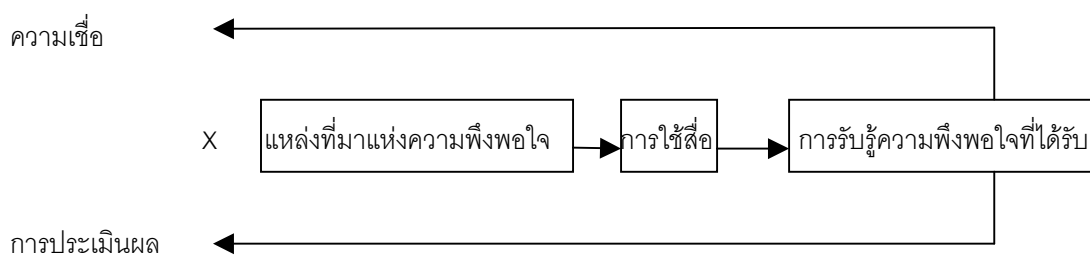 ความเชื่อ
X แหล่งที่มาแห่งความพึงพอใจ การใช้สื่อ การรับรู้ความพึงพอใจที่ได้รับ
การประเมินผล